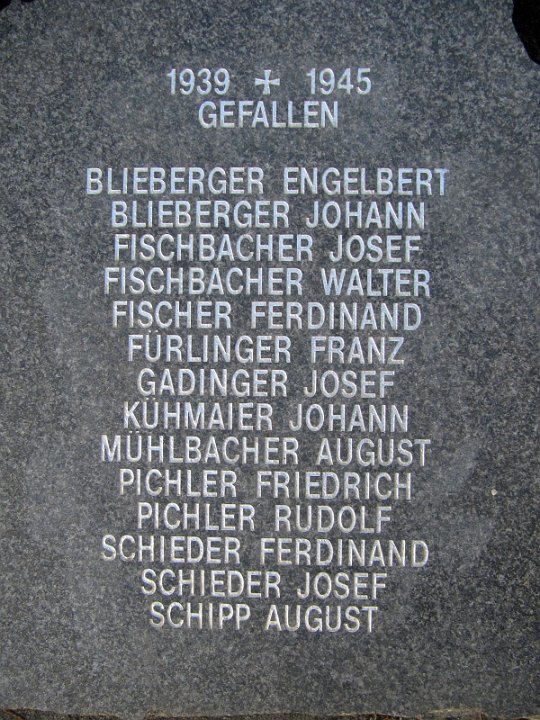 1939 ✠ 1945
GEFALLEN
BLIEBERGER ENGELBERT
BLIEBERGER JOHANN
FISCHBACHER JOSEF
FISCHBACHER WALTER
FISCHER FERDINAND
FÜRLINGER FRANZ
GADINGER JOSEF
KÜHMAIER JOHANN
MÜHLBACHER AUGUST
PICHLER FRIEDRICH
PICHLER RUDOLF
SCHIEDER FERDINAND
SCHIEDER JOSEF
SCHIPP AUGUST